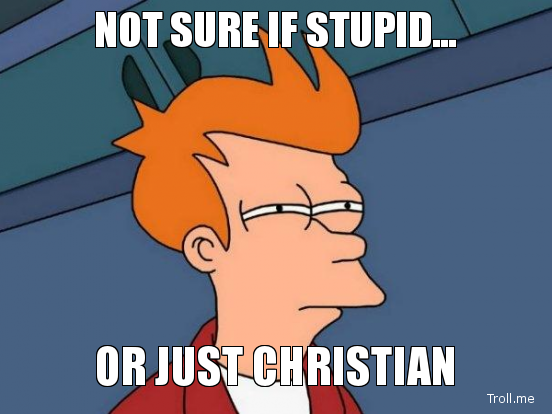 NOT SURE IF STUPID...
OR JUST CHRISTIAN
Troll.me